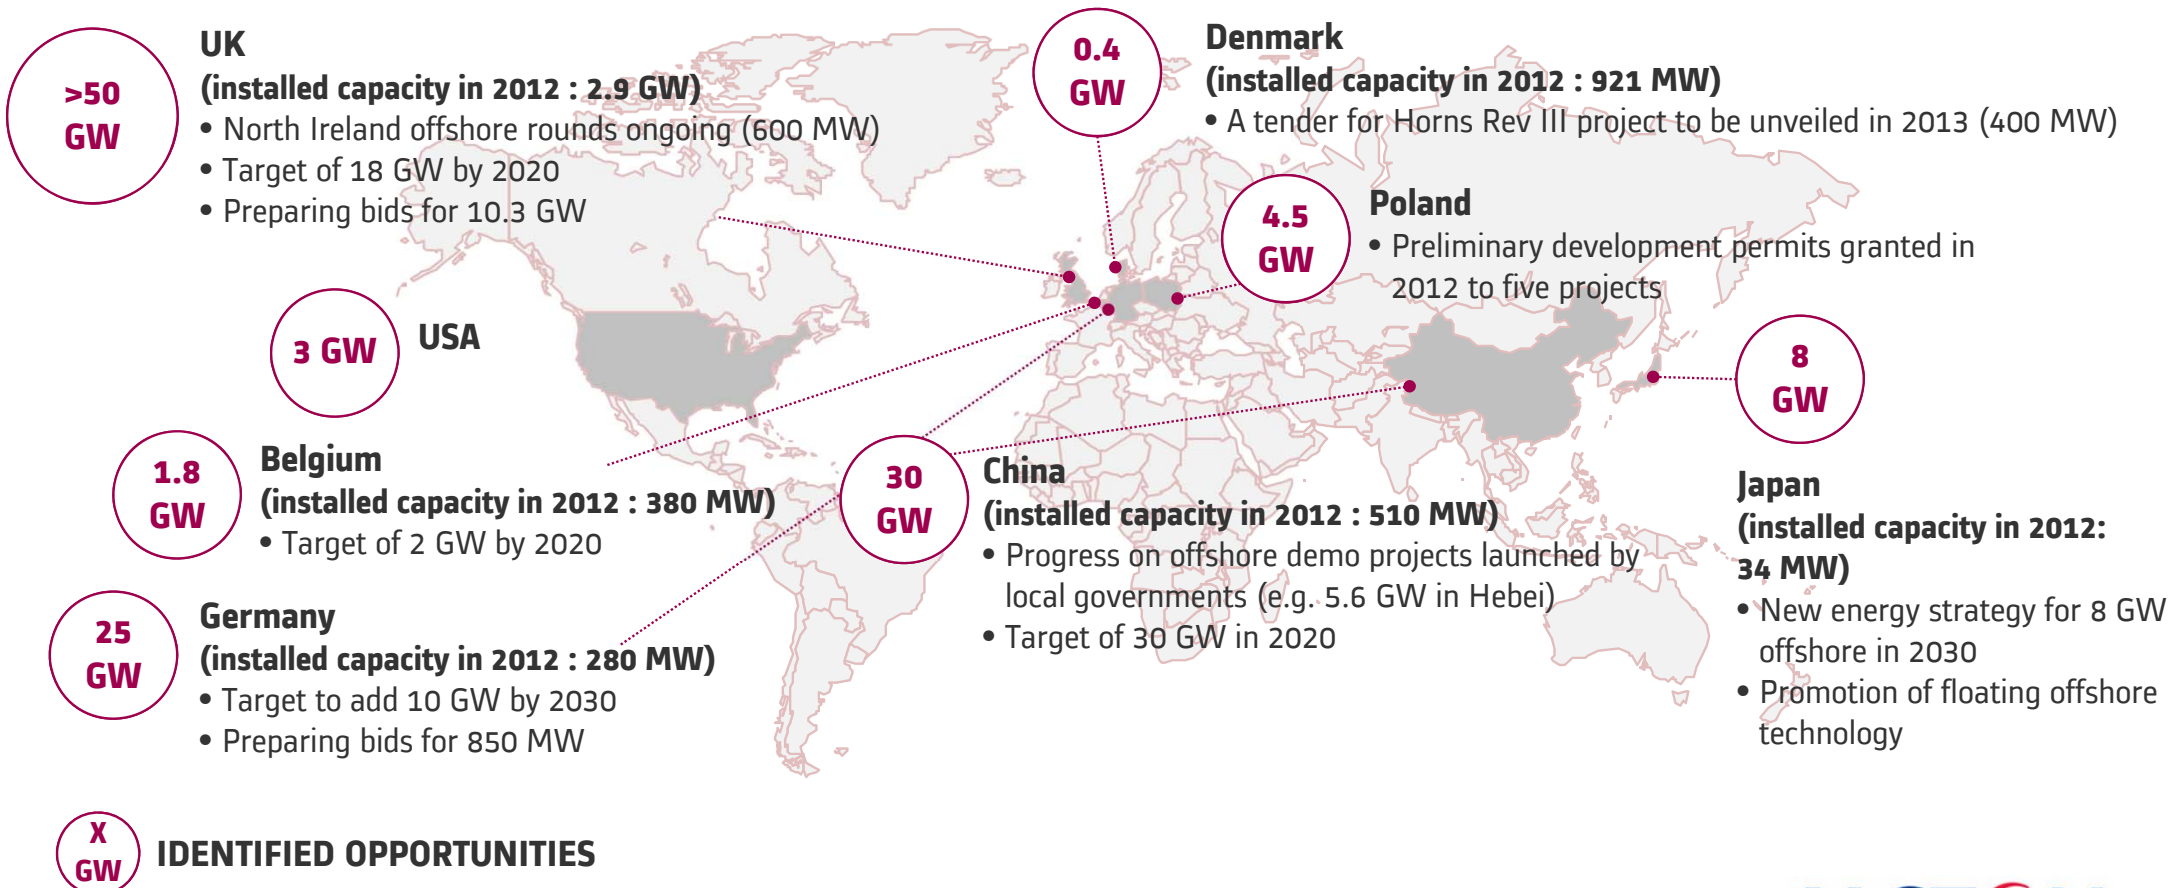 >50
GW
UK
(installed capacity in 2012 : 2.9 GW)
• North Ireland offshore rounds ongoing (600 MW)
• Target of 18 GW by 2020
• Preparing bids for 10.3 GW
0.4
GW
Denmark
(installed capacity in 2012 : 921 MW)
• A tender for Horns Rev III project to be unveiled in 2013 (400 MW)
4.5
GW
Poland
• Preliminary development permits granted in
2012 to five projects
3 GW
USA
8
GW
Japan
(installed capacity in 2012:
34 MW)
• New energy strategy for 8 GW
offshore in 2030
• Promotion of floating offshore
technology
1.8
GW
Belgium
(installed capacity in 2012 : 380 MW)
• Target of 2 GW by 2020
30
GW
China
(installed capacity in 2012 : 510 MW)
• Progress on offshore demo projects launched by
local governments (e.g. 5.6 GW in Hebei)
• Target of 30 GW in 2020
25
GW
Germany
(installed capacity in 2012 : 280 MW)
• Target to add 10 GW by 2030
• Preparing bids for 850 MW
X
GW
IDENTIFIED OPPORTUNITIES